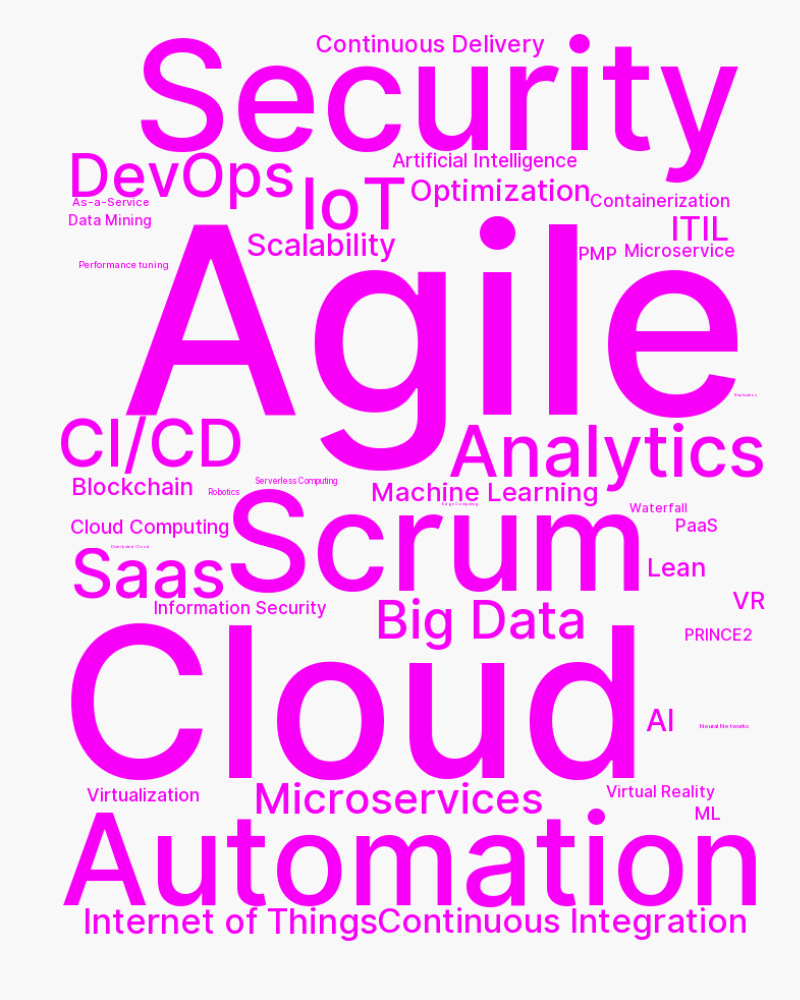 Continuous Delivery
Security
DevOps
Artificial Intelligence
IoT
Optimization
As-a-Service
Containerization
Data Mining
ITIL
Scalability
PMP
Microservice
Performance tuning
Agile
CI/CD
Analytics
Blockchain
Serverless Computing
Robotics
Machine Learning
Edge Computing
Waterfall
Cloud Computing
Scrum
PaaS
Saas
Lean
Information Security
VR
Big Data
PRINCE2
Cloud
AI
Neural Networks
Virtualization
Microservices
Virtual Reality
ML
Automation
Internet of Things
Continuous Integration